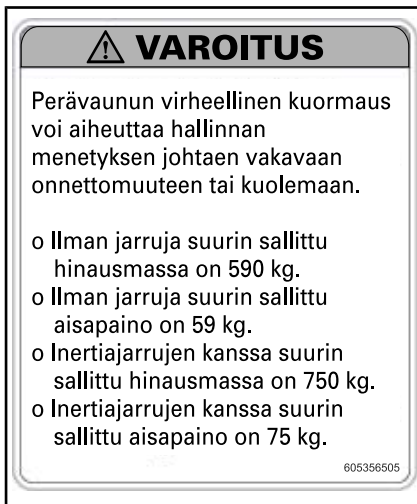 VAROITUS
Perävaunun virheellinen kuormaus
voi aiheuttaa hallinnan
menetyksen johtaen vakavaan
onnettomuuteen tai kuolemaan.
o Ilman jarruja suurin sallittu
hinausmassa on 590 kg.
o Ilman jarruja suurin sallittu
aisapaino on 59 kg.
o Inertiajarrujen kanssa suurin
sallittu hinausmassa on 750 kg.
o Inertiajarrujen kanssa suurin
sallittu aisapaino on 75 kg.
605356505